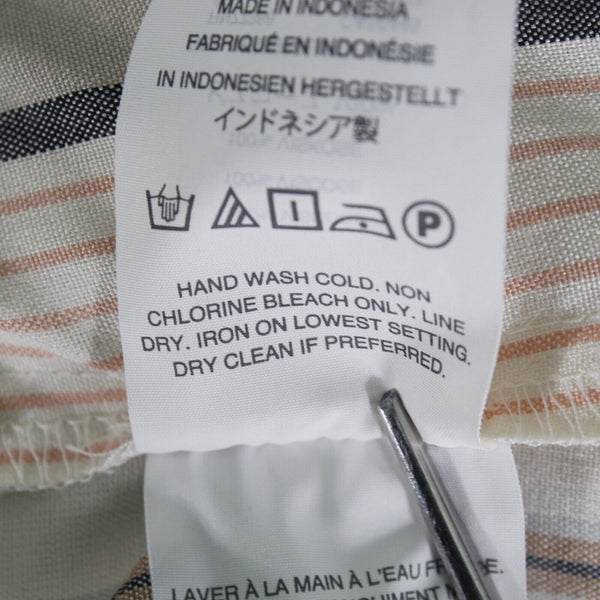 MADE IN INDONESIA
FABRIQUÉ EN INDONÉSIE
IN INDONESIEN HERGESTELLT
インドネシア製
P
HAND WASH COLD. NON
CHLORINE BLEACH ONLY. LINE
DRY. IRON ON LOWEST SETTING.
DRY CLEAN IF PREFERRED.
LAVER À LA MAIN À L'EAU